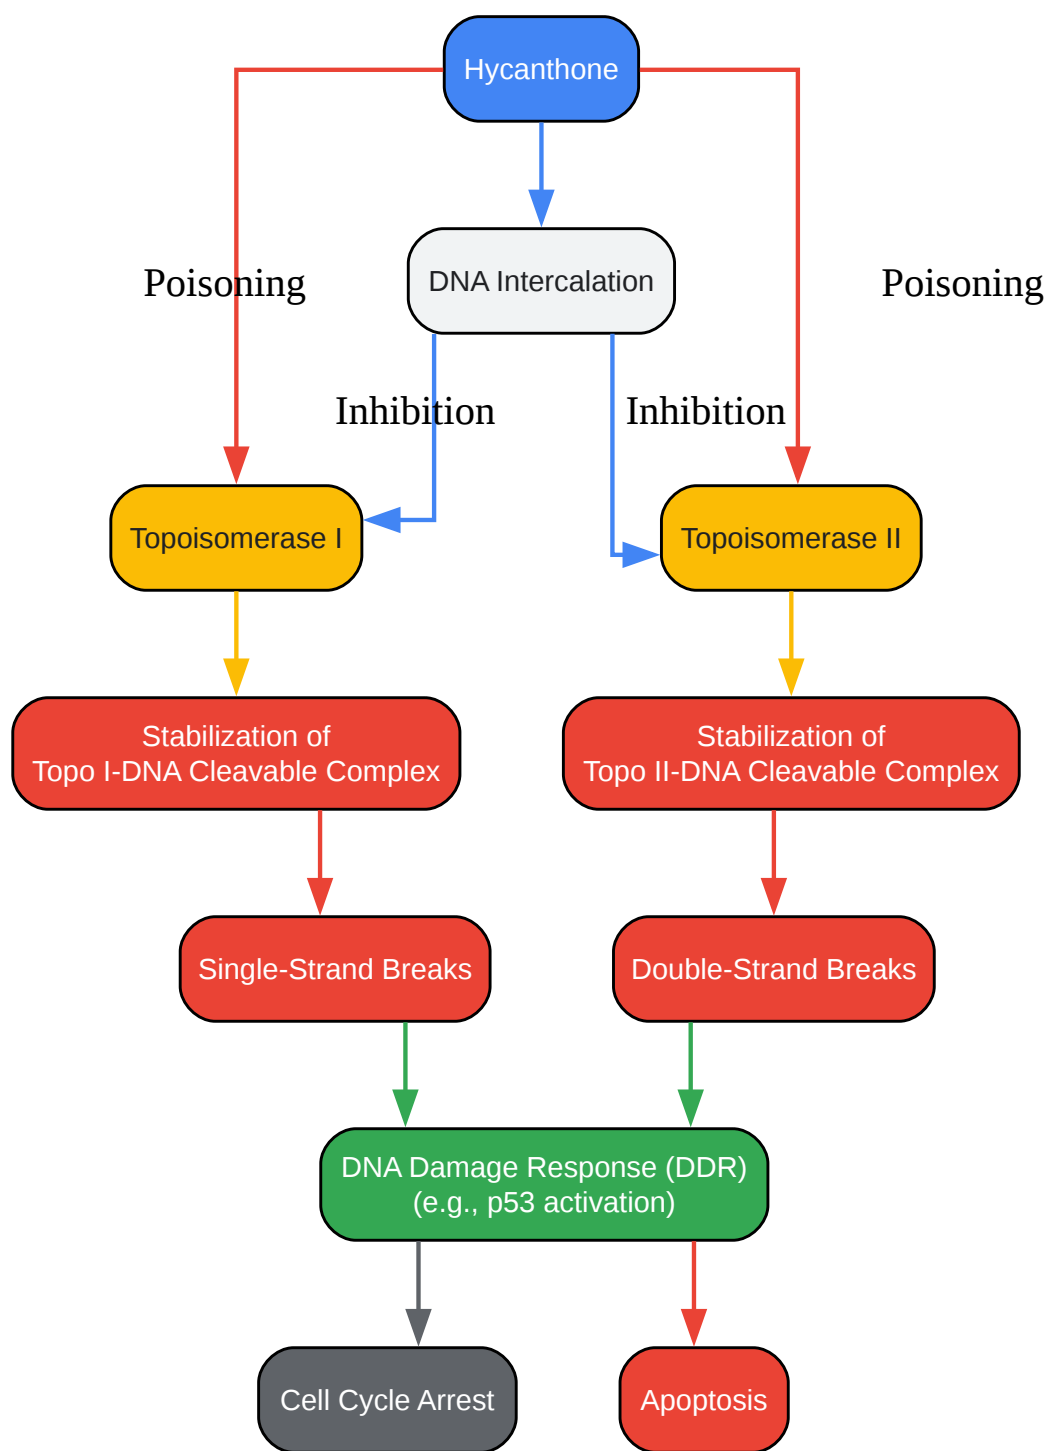 Hycanthone
DNA Intercalation
Poisoning
Poisoning
Inhibition
Inhibition
Topoisomerase I
Topoisomerase II
Stabilization of
Topo I-DNA Cleavable Complex
Stabilization of
Topo II-DNA Cleavable Complex
Single-Strand Breaks
Double-Strand Breaks
DNA Damage Response (DDR)
(e.g., p53 activation)
Cell Cycle Arrest
Apoptosis